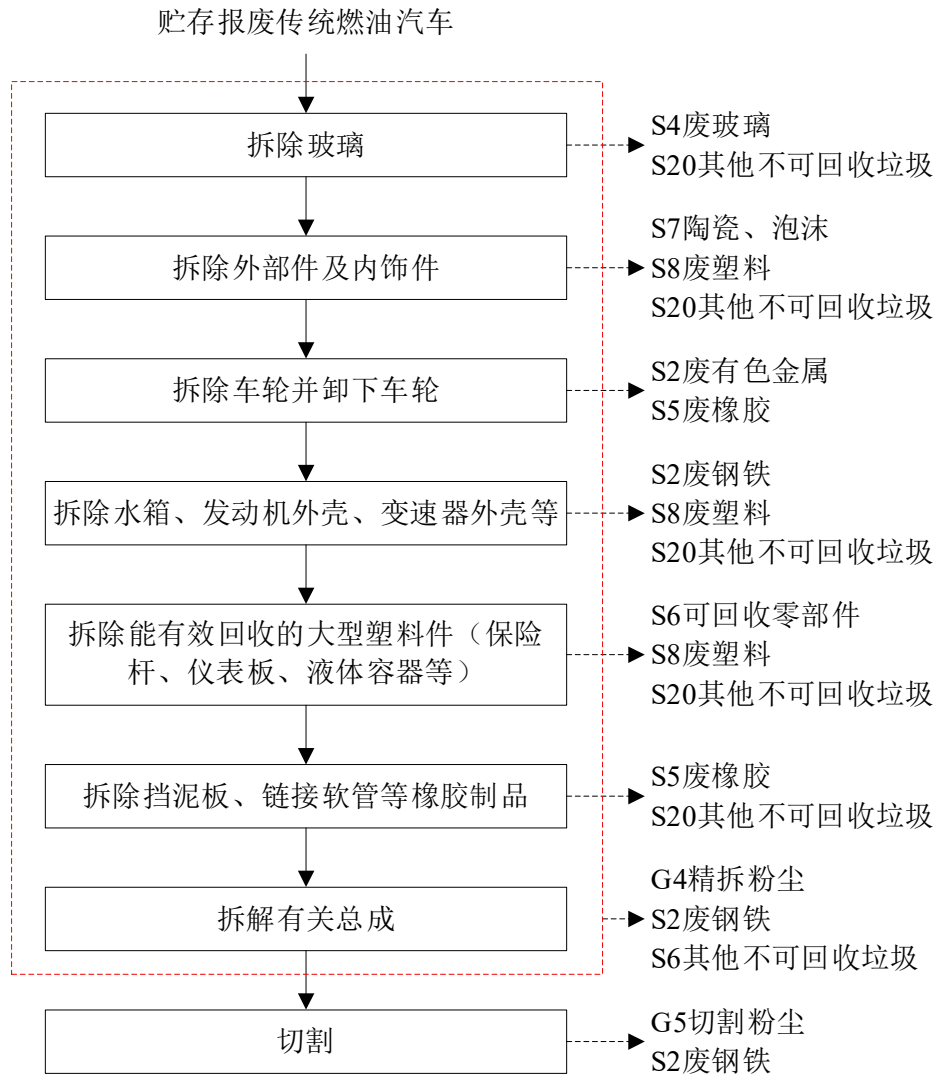 贮存报废传统燃油汽车
拆除玻璃
S4废玻璃
S20其他不可回收垃圾
拆除外部件及内饰件
S7陶瓷、泡沫
S8废塑料
S20其他不可回收垃圾
拆除车轮并卸下车轮
S2废有色金属
S5废橡胶
拆除水箱、发动机外壳、变速器外壳等
S2废钢铁
S8废塑料
S20其他不可回收垃圾
拆除能有效回收的大型塑料件（保险
杆、仪表板、液体容器等）
S6可回收零部件
S8废塑料
S20其他不可回收垃圾
拆除挡泥板、链接软管等橡胶制品
S5废橡胶
S20其他不可回收垃圾
拆解有关总成
G4精拆粉尘
S2废钢铁
S6其他不可回收垃圾
切割
G5切割粉尘
S2废钢铁